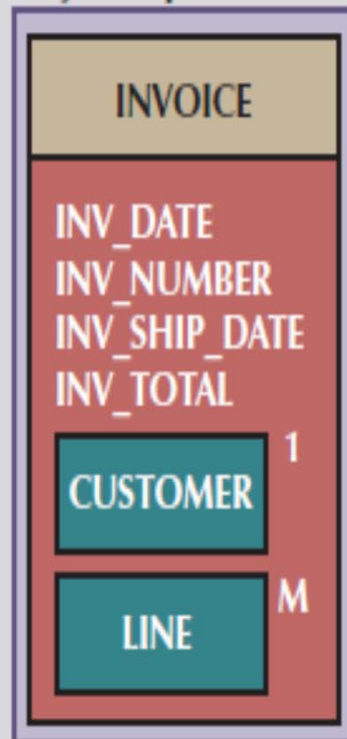 INVOICE
INV_DATE
INV_NUMBER
INV_SHIP_DATE
INV_TOTAL
1
CUSTOMER
M
LINE